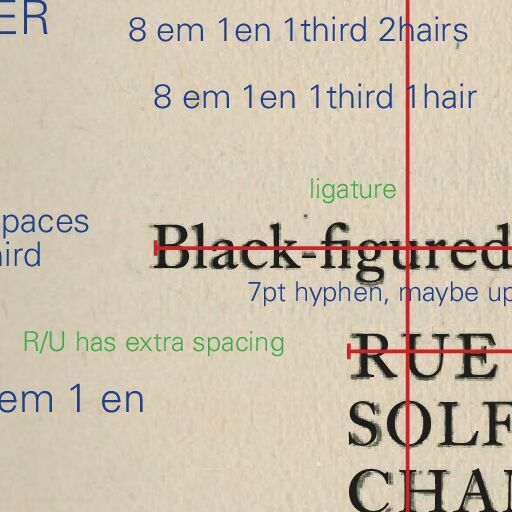 ER
8 em 1en 1third 2hairs
8 em 1en 1third 1hair
ligature
paces
ird
Black-figured
7pt hyphen, maybe up
R/U has extra spacing
RUE
em 1 en
SOLF
CHAN